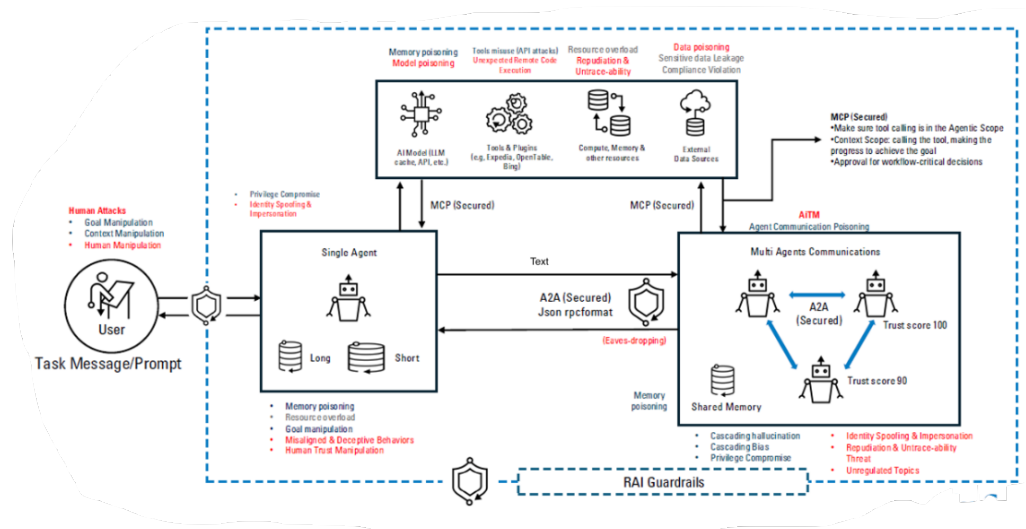 Memory poisoning
Model poisoning
Tools misuse (API attacks)
Unexpected Remote Code
Execution
Resource overload
Repudiation &
Untrace-ability
Data poisoning
Sensitive data Leakage
Compliance Violation
AI Model (LLM
cache, API, etc.)
Tools & Plugins
(e.g, Expedia, OpenTable,
Bing)
Compute, Memory &
other resources
External
Data Sources
MCP (Secured)
•Make sure tool calling is in the Agentic Scope
•Context Scope: calling the tool, making the
progress to achieve the goal
•Approval for workflow-critical decisions
• Privilege Compromise
• Identity Spoofing &
Impersonation
MCP (Secured)
MCP (Secured)
Human Attacks
• Goal Manipulation
• Context Manipulation
• Human Manipulation
AiTM
Agent Communication Poisoning
Single Agent
Long
Short
Text
A2A (Secured)
Json rpcformat
(Eaves-dropping)
Multi Agents Communications
A2A
(Secured)
Trust score 100
Trust score 90
Shared Memory
User
Task Message/Prompt
• Memory poisoning
• Resource overload
• Goal manipulation
• Misaligned & Deceptive Behaviors
• Human Trust Manipulation
Memory
poisoning
• Cascading hallucination
• Cascading Bias
• Privilege Compromise
• Identity Spoofing & Impersonation
• Repudiation & Untrace-ability
Threat
• Unregulated Topics
RAI Guardrails